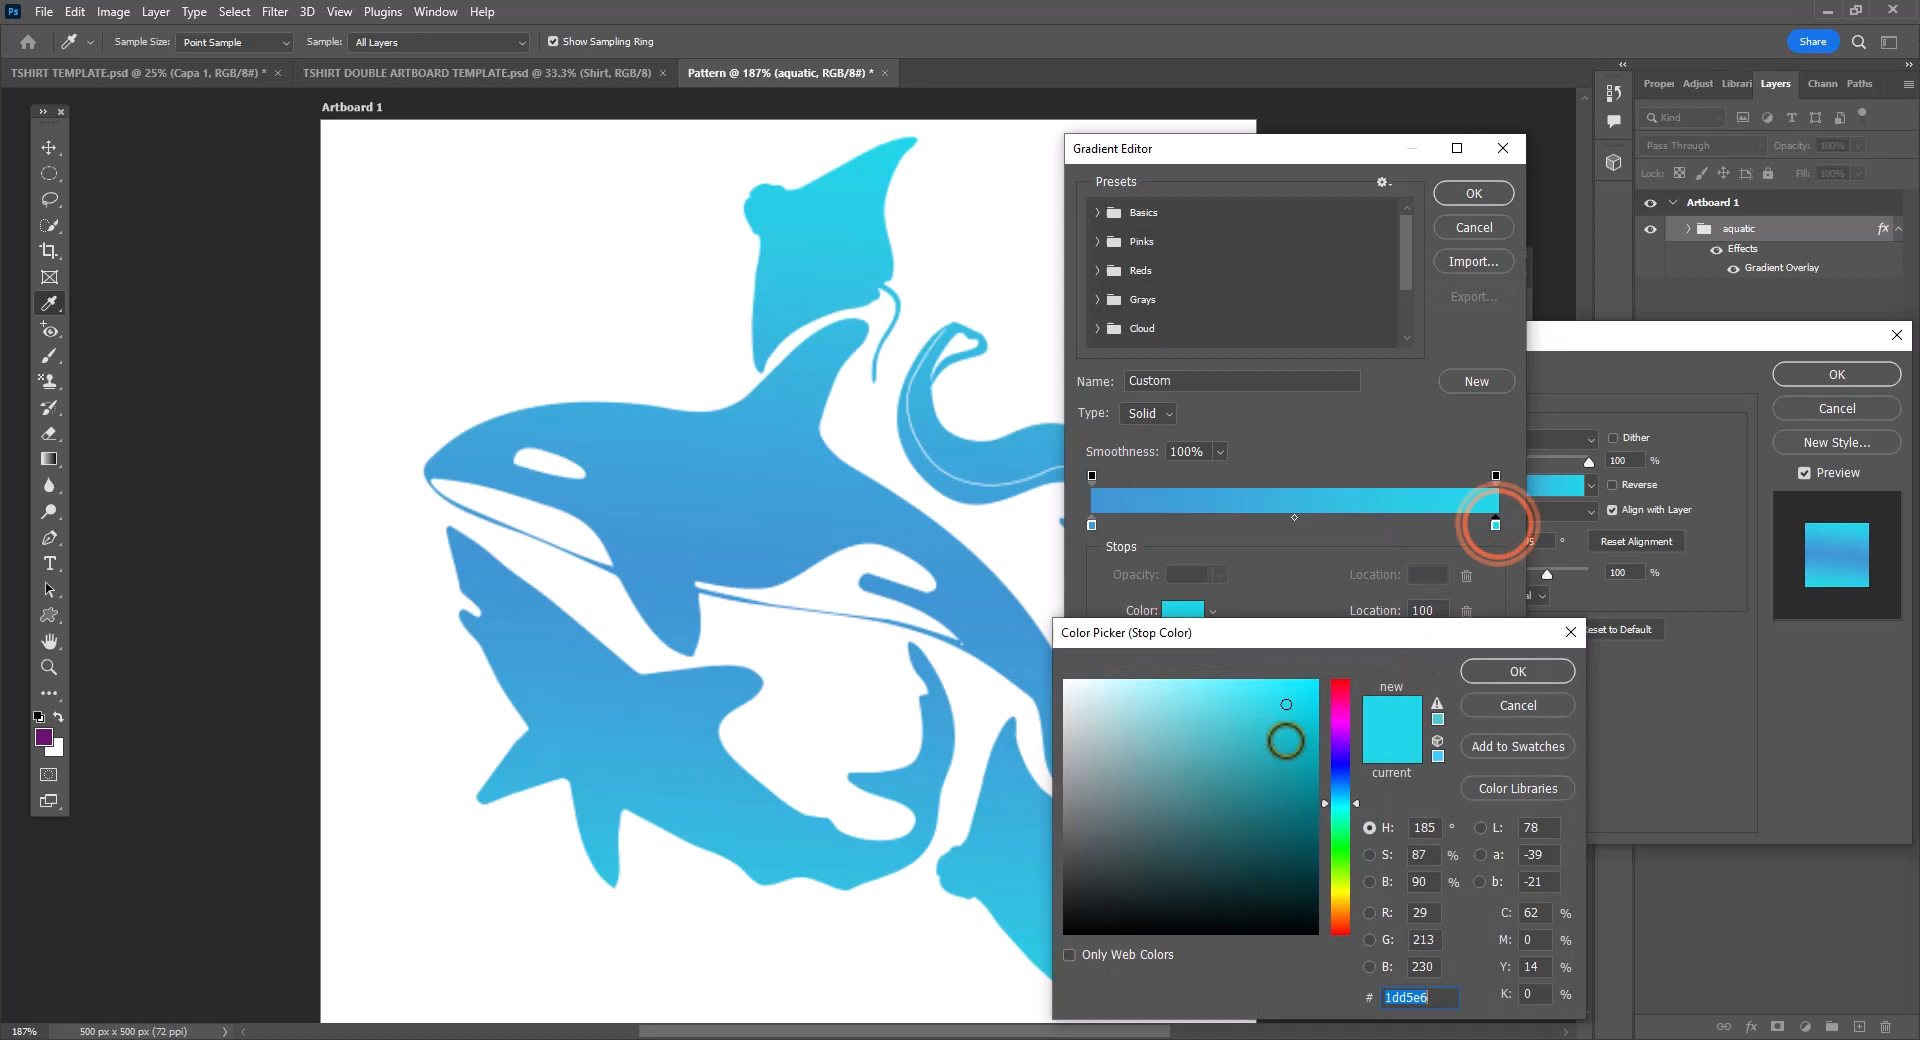 Ps File Edit Image Layer Type Select Filter 3D View Plugins Window Help
Sample Size: Point Sample Sample: All Layers Show Sampling Ring Share
TSHIRT TEMPLATE.psd @ 25% (Capa 1, RGB/8#) * × TSHIRT DOUBLE ARTBOARD TEMPLATE.psd @ 33.3% (Shirt, RGB/8) × Pattern @ 187% (aquatic, RGB/8#) * ×
Proper Adjust Librari Layers Chann Paths
Artboard 1
Kind
Pass Through Opacity: 100%
Lock: Fill: 100%
Artboard 1
aquatic fx
Effects
Gradient Overlay
Gradient Editor
Presets
Basics
Pinks
Reds
Grays
Cloud
OK
Cancel
Import...
Export...
Name: Custom New
Type: Solid
Smoothness: 100%
Stops
Opacity: Location:
Color: Location: 100
OK
Cancel
New Style...
Preview
Dither
100 %
Reverse
Align with Layer
° Reset Alignment
100 %
eset to Default
Color Picker (Stop Color)
new
current
OK
Cancel
Add to Swatches
Color Libraries
H: 185 ° L: 78
S: 87 % a: -39
B: 90 % b: -21
R: 29 C: 62 %
G: 213 M: 0 %
B: 230 Y: 14 %
# 1dd5e6 K: 0 %
Only Web Colors
187% 500 px x 500 px (72 ppi)